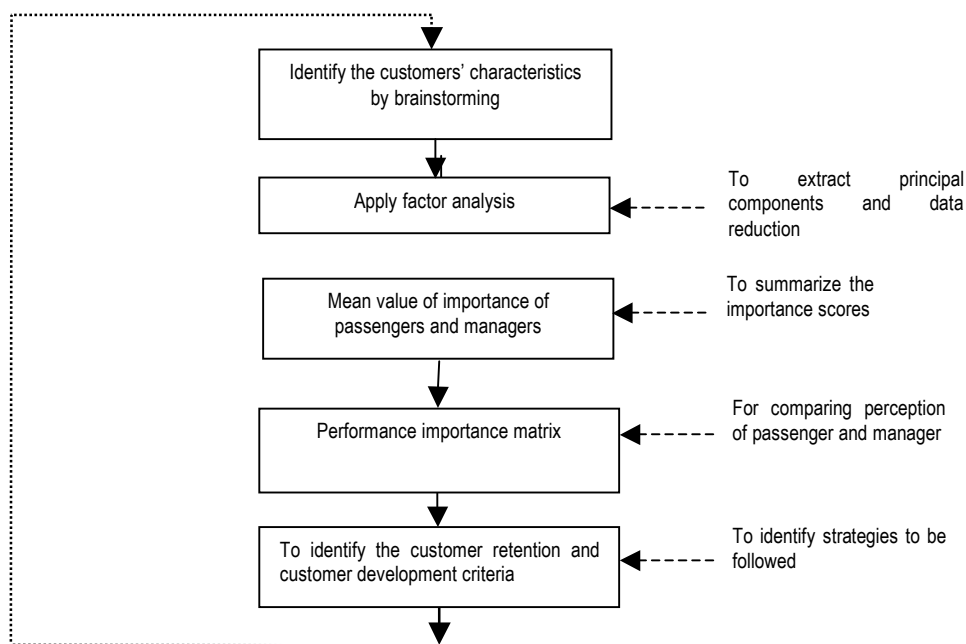 Identify the customers’ characteristics
by brainstorming
Apply factor analysis
To extract principal
components and data
reduction
Mean value of importance of
passengers and managers
To summarize the
importance scores
Performance importance matrix
For comparing perception
of passenger and manager
To identify the customer retention and
customer development criteria
To identify strategies to be
followed